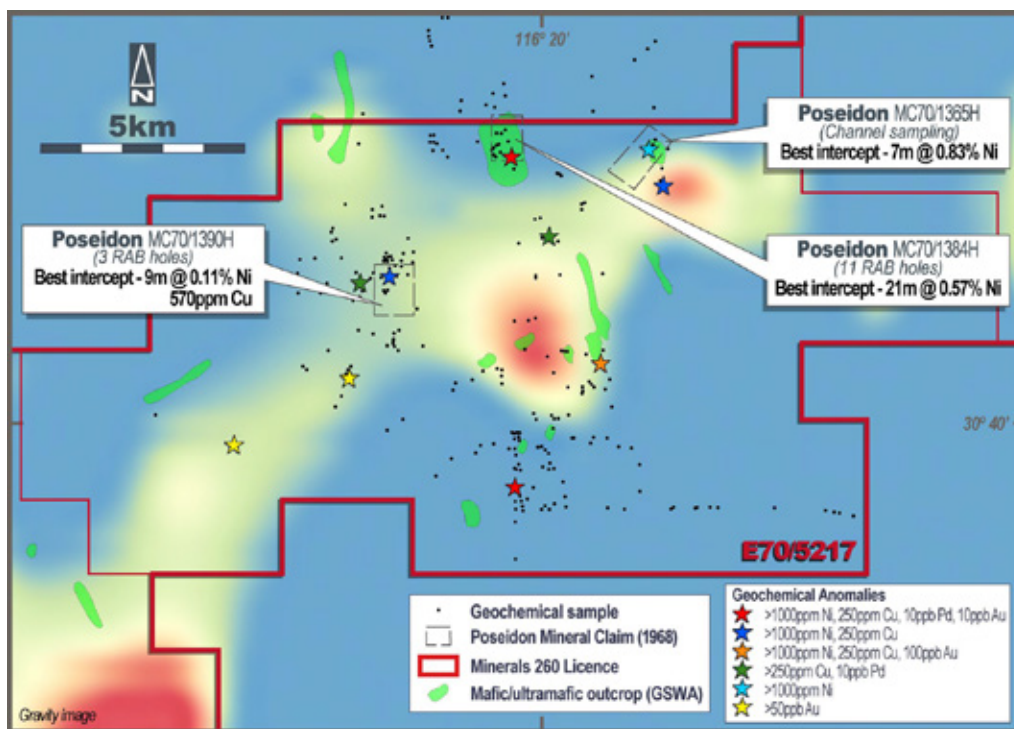 116° 20'
N
5km
Poseidon MC70/1365H
(Channel sampling)
Best intercept - 7m @ 0.83% Ni
Poseidon MC70/1390H
(3 RAB holes)
Best intercept - 9m @ 0.11% Ni
570ppm Cu
Poseidon MC70/1384H
(11 RAB holes)
Best intercept - 21m @ 0.57% Ni
30° 40'
E70/5217
Geochemical sample
Poseidon Mineral Claim (1968)
Minerals 260 Licence
Mafic/ultramafic outcrop (GSWA)
Geochemical Anomalies
>1000ppm Ni, 250ppm Cu, 10ppb Pd, 10ppb Au
>1000ppm Ni, 250ppm Cu
>1000ppm Ni, 250ppm Cu, 100ppb Au
>250ppm Cu, 10ppb Pd
>1000ppm Ni
>50ppb Au
Gravity image